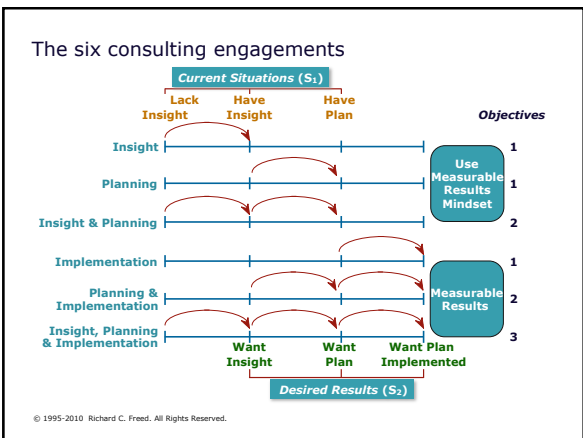 The six consulting engagements
Current Situations (S₁)
Lack
Insight
Have
Insight
Have
Plan
Objectives
Insight
1
Planning
1
Insight & Planning
2
Use
Measurable
Results
Mindset
Implementation
1
Planning &
Implementation
2
Measurable
Results
Insight, Planning
& Implementation
3
Want
Insight
Want
Plan
Want Plan
Implemented
Desired Results (S₂)
© 1995-2010 Richard C. Freed. All Rights Reserved.